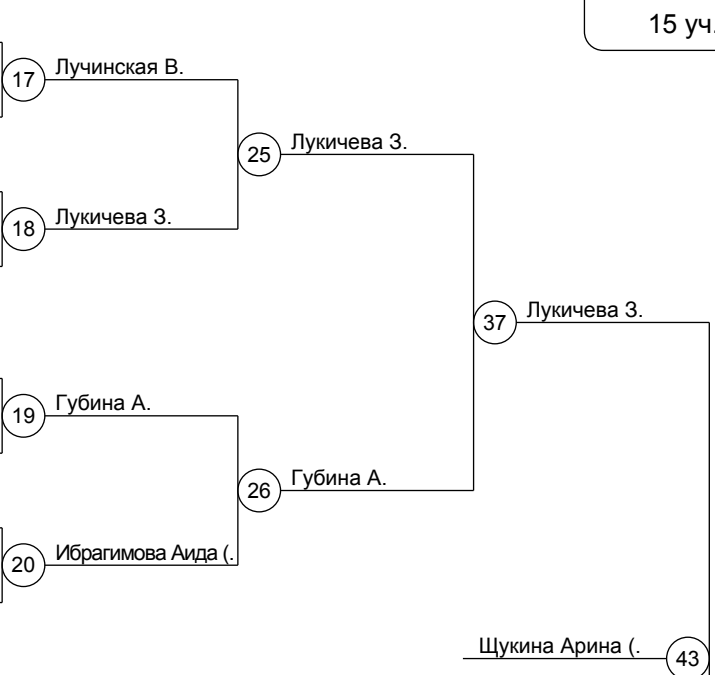 15 уч.
17 Лучинская В.
25 Лукичева З.
18 Лукичева З.
37 Лукичева З.
19 Губина А.
26 Губина А.
20 Ибрагимова Аида (.
Щукина Арина (. 43